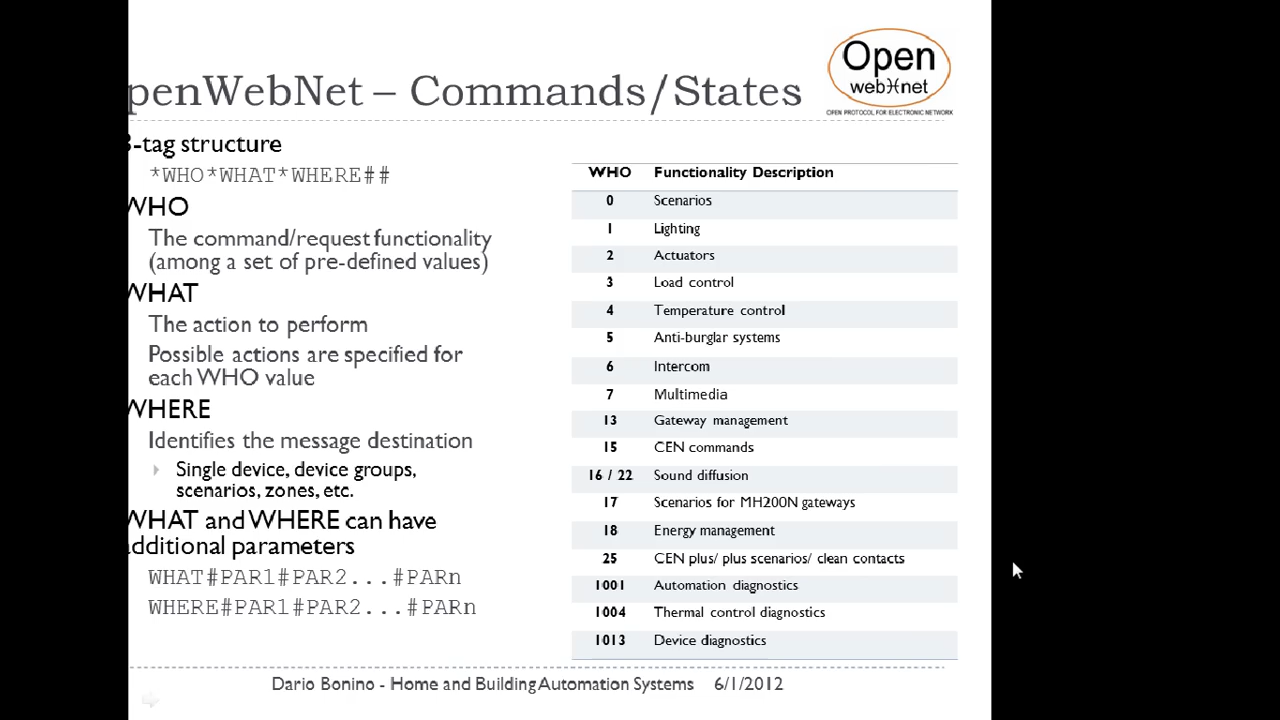 Open
web)(net
OPEN PROTOCOL FOR ELECTRONIC NETWORK
penWebNet – Commands/States
3-tag structure
*WHO*WHAT*WHERE##
WHO
The command/request functionality
(among a set of pre-defined values)
WHAT
The action to perform
Possible actions are specified for
each WHO value
WHERE
Identifies the message destination
Single device, device groups,
scenarios, zones, etc.
WHAT and WHERE can have
additional parameters
WHAT#PAR1#PAR2...#PARn
WHERE#PAR1#PAR2...#PARn
WHO Functionality Description
0 Scenarios
1 Lighting
2 Actuators
3 Load control
4 Temperature control
5 Anti-burglar systems
6 Intercom
7 Multimedia
13 Gateway management
15 CEN commands
16 / 22 Sound diffusion
17 Scenarios for MH200N gateways
18 Energy management
25 CEN plus/ plus scenarios/ clean contacts
1001 Automation diagnostics
1004 Thermal control diagnostics
1013 Device diagnostics
Dario Bonino - Home and Building Automation Systems 6/1/2012